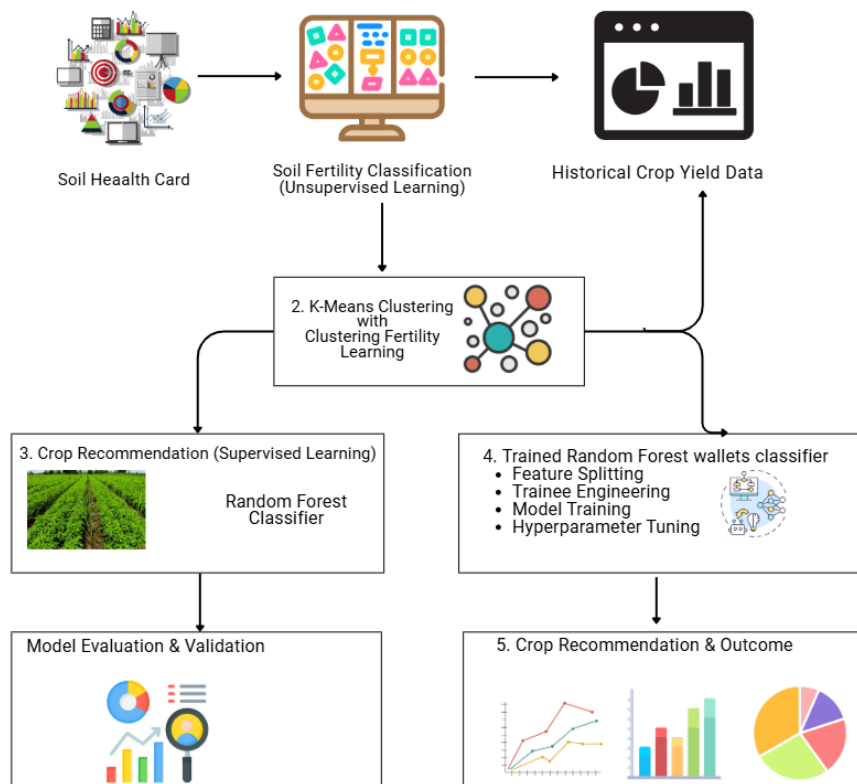 Soil Heaalth Card
Soil Fertility Classification
(Unsupervised Learning)
Historical Crop Yield Data
2. K-Means Clustering
with
Clustering Fertility
Learning
3. Crop Recommendation (Supervised Learning)
Random Forest
Classifier
4. Trained Random Forest wallets classifier
• Feature Splitting
• Trainee Engineering
• Model Training
• Hyperparameter Tuning
Model Evaluation & Validation
5. Crop Recommendation & Outcome